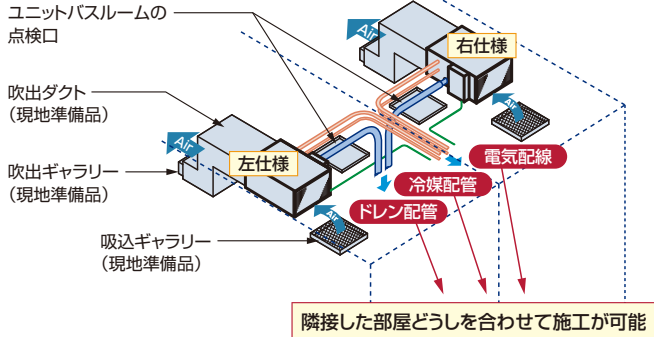 ユニットバスルームの
点検口
Air
右仕様
吹出ダクト
(現地準備品)
Air
Air
左仕様
電気配線
吹出ギャラリー
(現地準備品)
冷媒配管
Air
ドレン配管
吸込ギャラリー
(現地準備品)
隣接した部屋どうしを合わせて施工が可能